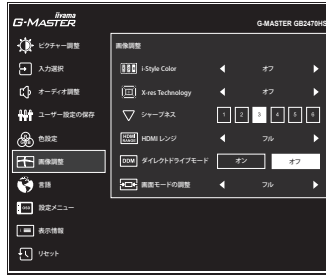 iiyama
G-MASTER
G-MASTER GB2470HS
ピクチャー調整
入力選択
オーディオ調整
ユーザー設定の保存
色設定
画像調整
言語
設定メニュー
表示情報
リセット
画像調整
i-Style Color オフ
X-res Technology オフ
シャープネス 1 2 3 4 5 6
HDMI RANGE HDMI レンジ フル
DDM ダイレクトドライブモード オン オフ
画面モードの調整 フル